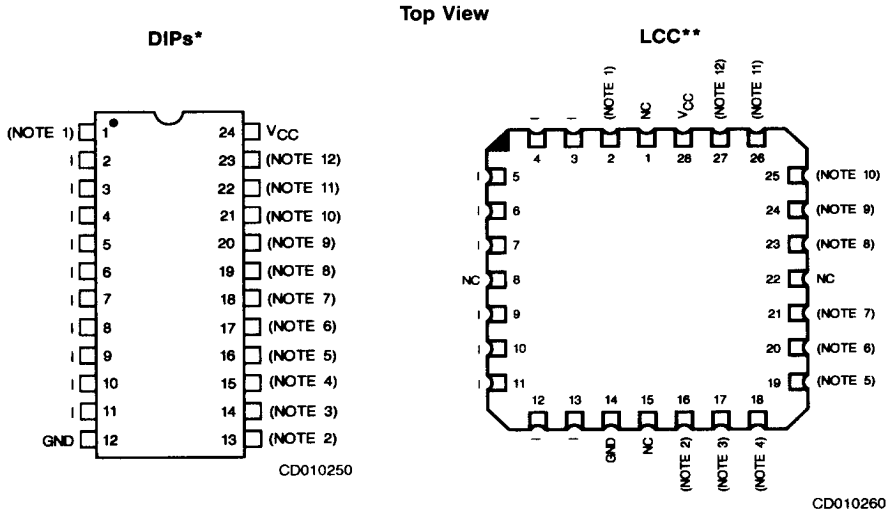 Top View
DIPs*
(NOTE 1) 1 24 VCC
I 2 23 (NOTE 12)
I 3 22 (NOTE 11)
I 4 21 (NOTE 10)
I 5 20 (NOTE 9)
I 6 19 (NOTE 8)
I 7 18 (NOTE 7)
I 8 17 (NOTE 6)
I 9 16 (NOTE 5)
I 10 15 (NOTE 4)
I 11 14 (NOTE 3)
GND 12 13 (NOTE 2)
CD010250
LCC**
I I (NOTE 1) NC VCC (NOTE 12) (NOTE 11)
4 3 2 1 28 27 26
I 5 25 (NOTE 10)
I 6 24 (NOTE 9)
I 7 23 (NOTE 8)
NC 8 22 NC
I 9 21 (NOTE 7)
I 10 20 (NOTE 6)
I 11 19 (NOTE 5)
12 13 14 15 16 17 18
I I GND NC (NOTE 2) (NOTE 3) (NOTE 4)
CD010260